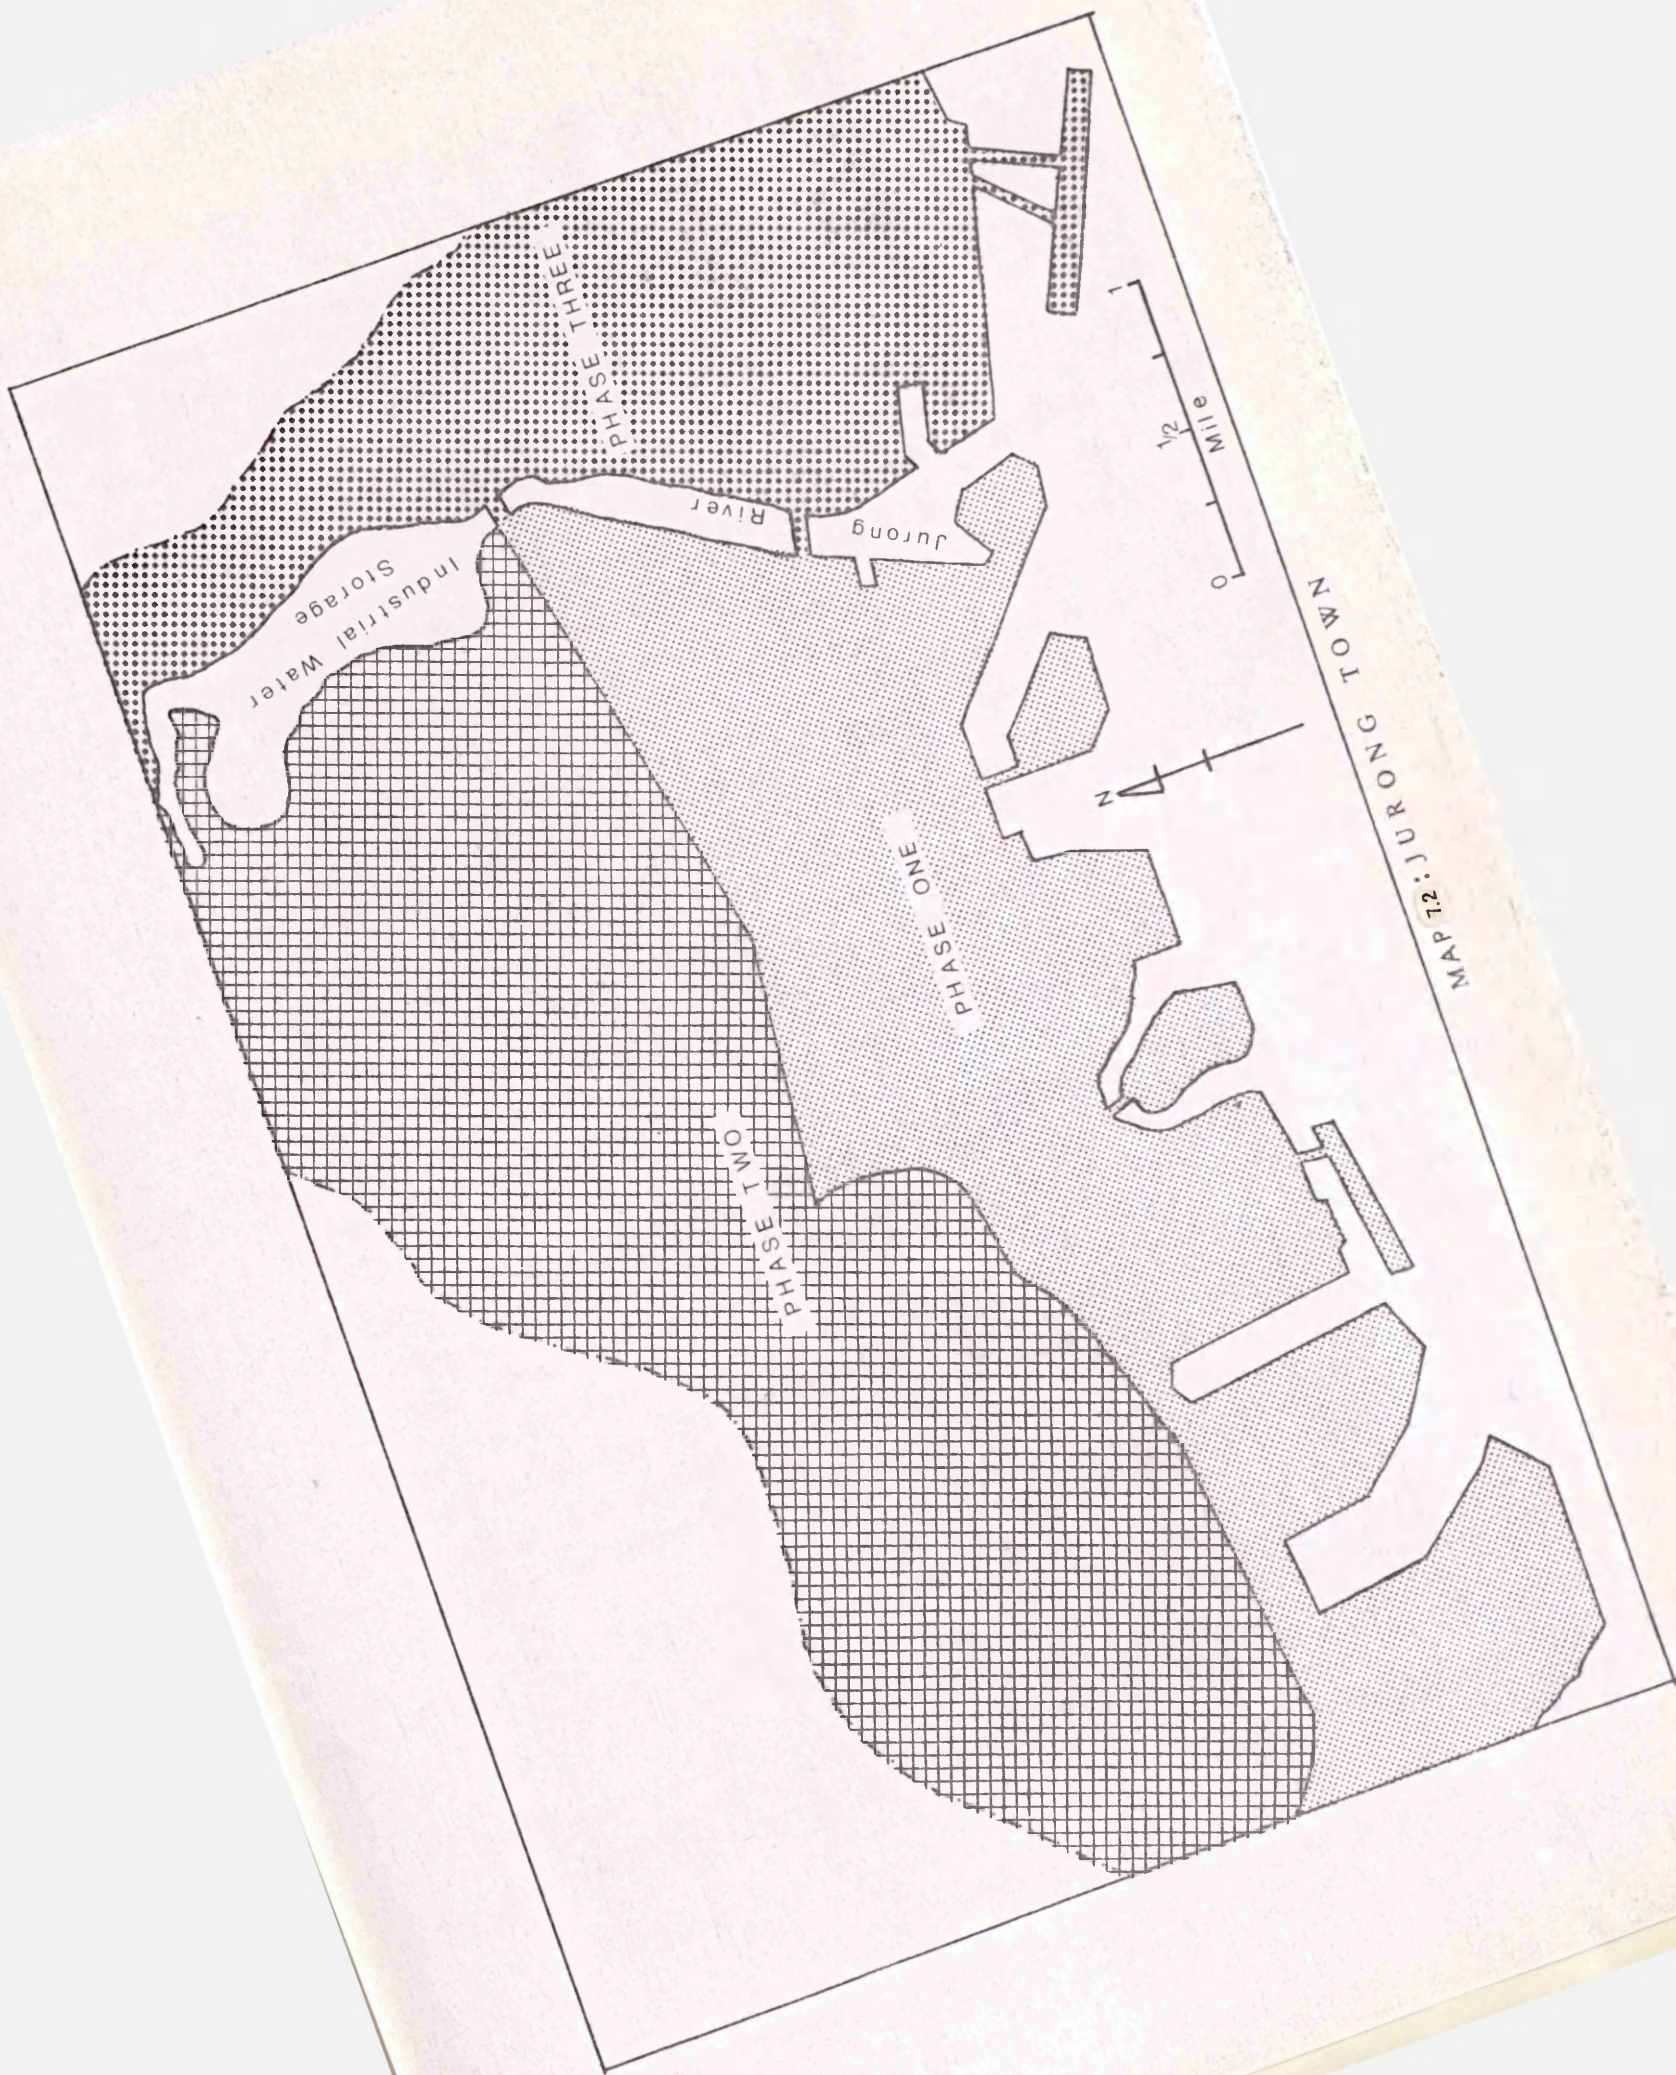 PHASE THREE
Industrial Water
Storage
River
Jurong
PHASE TWO
PHASE ONE
N
0 1/2 1
Mile
MAP 7.2 : JURONG TOWN